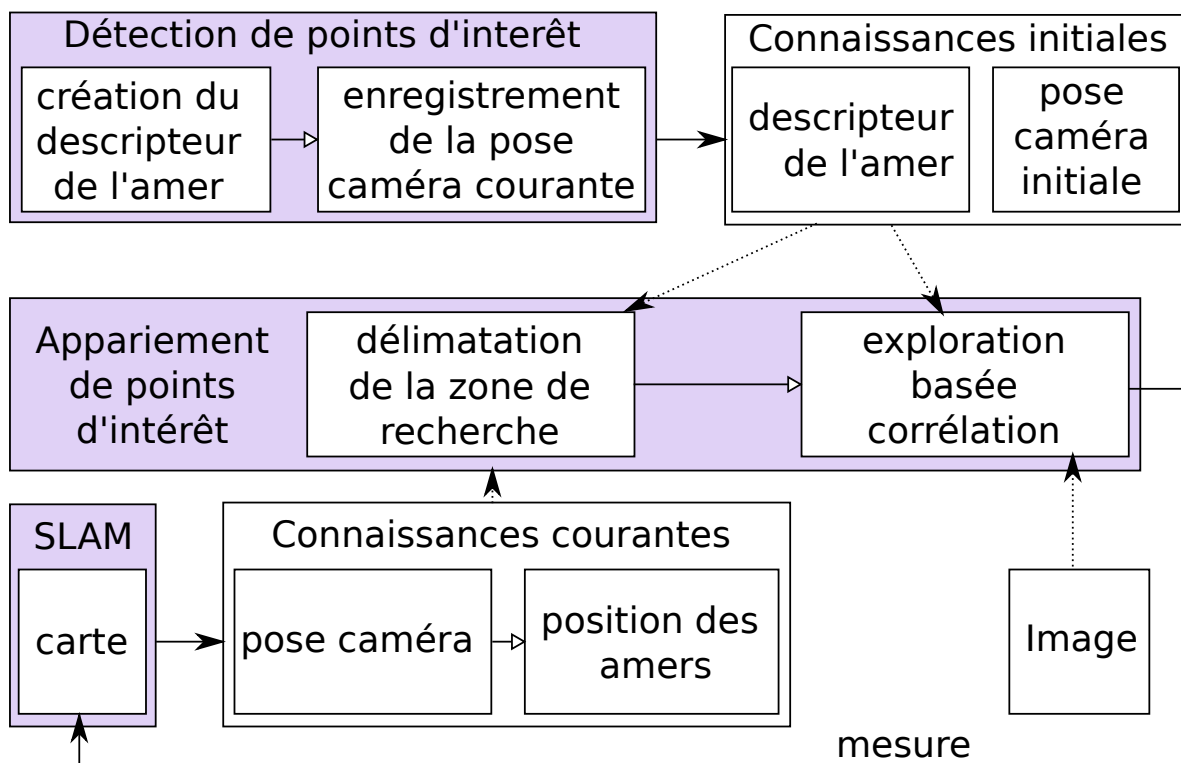 Détection de points d'interêt
création du
descripteur
de l'amer
enregistrement
de la pose
caméra courante
Connaissances initiales
descripteur
de l'amer
pose
caméra
initiale
Appariement
de points
d'intérêt
délimatation
de la zone de
recherche
exploration
basée
corrélation
SLAM
carte
Connaissances courantes
pose caméra
position des
amers
Image
mesure